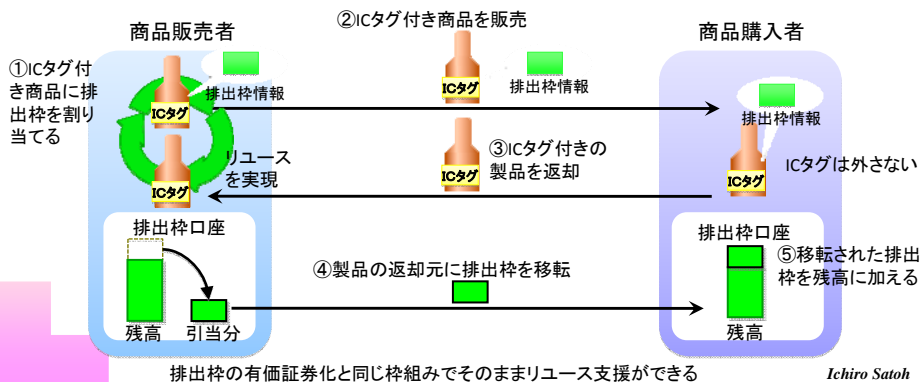 商品販売者
②ICタグ付き商品を販売
商品購入者
①ICタグ付
き商品に排
出枠を割り
当てる
排出枠情報
ICタグ
排出枠情報
ICタグ
排出枠情報
ICタグ
リユース
を実現
ICタグ
③ICタグ付きの
製品を返却
ICタグ
ICタグは外さない
排出枠口座
残高
引当分
④製品の返却元に排出枠を移転
排出枠口座
残高
⑤移転された排出
枠を残高に加える
排出枠の有価証券化と同じ枠組みでそのままリユース支援ができる
Ichiro Satoh